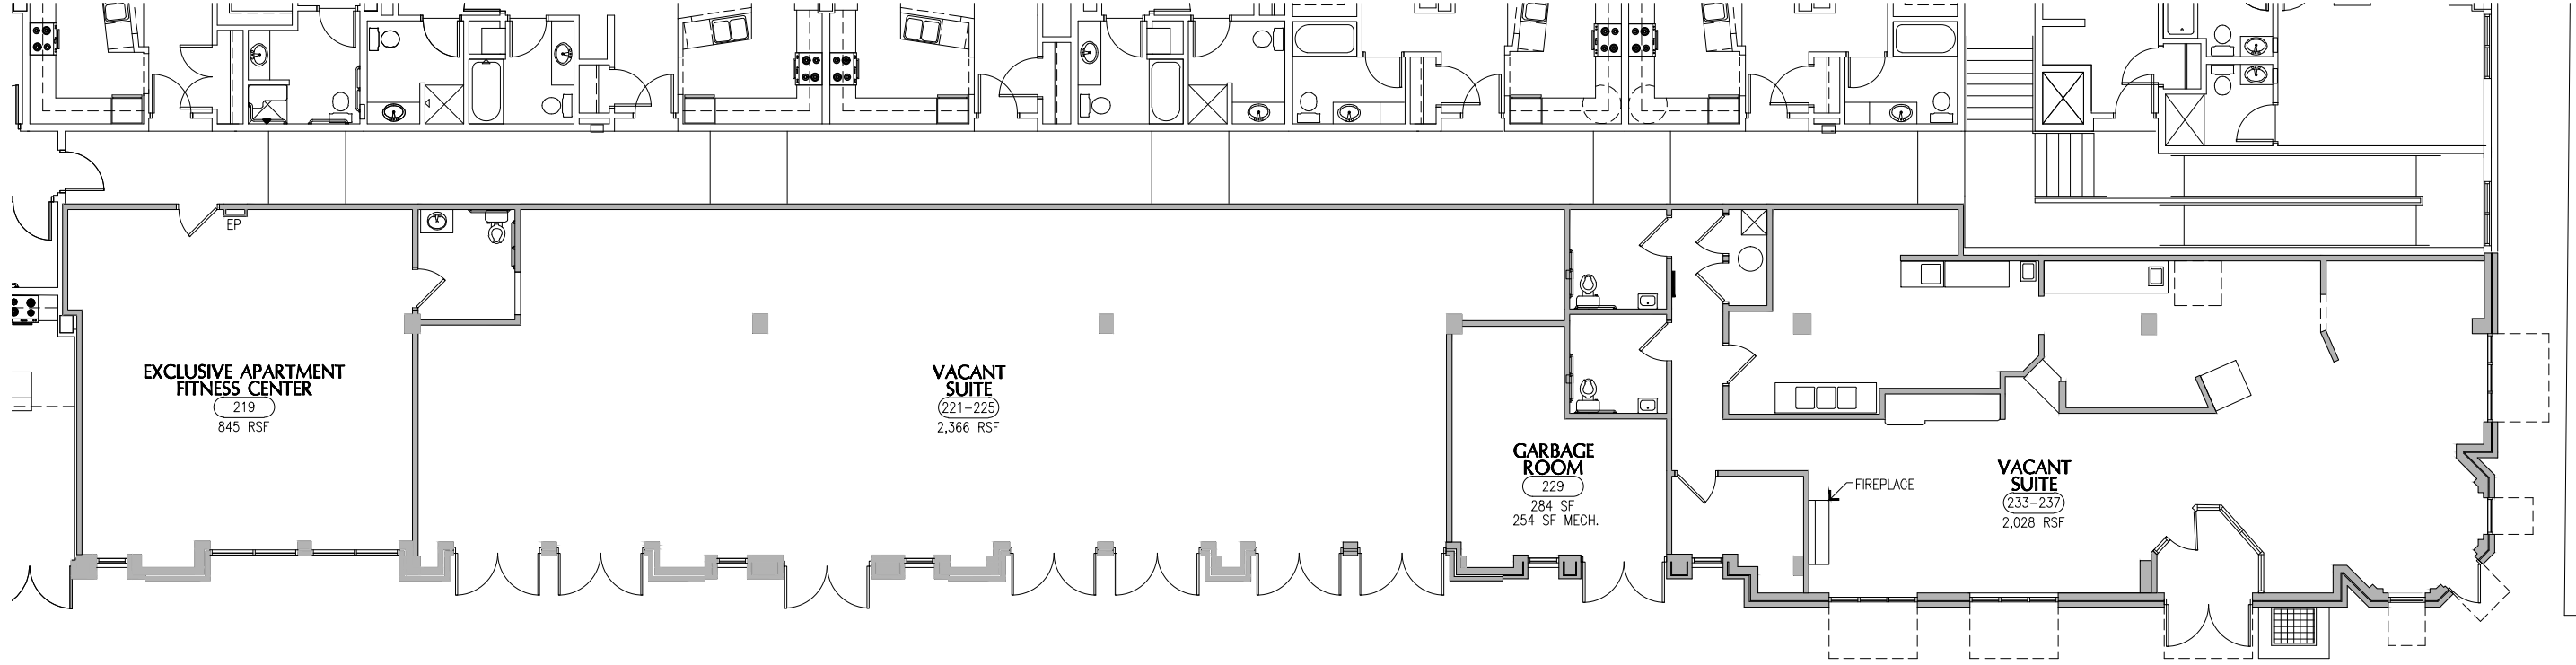 EP
EXCLUSIVE APARTMENT
FITNESS CENTER
219
845 RSF
VACANT
SUITE
221-225
2,366 RSF
GARBAGE
ROOM
229
284 SF
254 SF MECH.
FIREPLACE
VACANT
SUITE
233-237
2,028 RSF